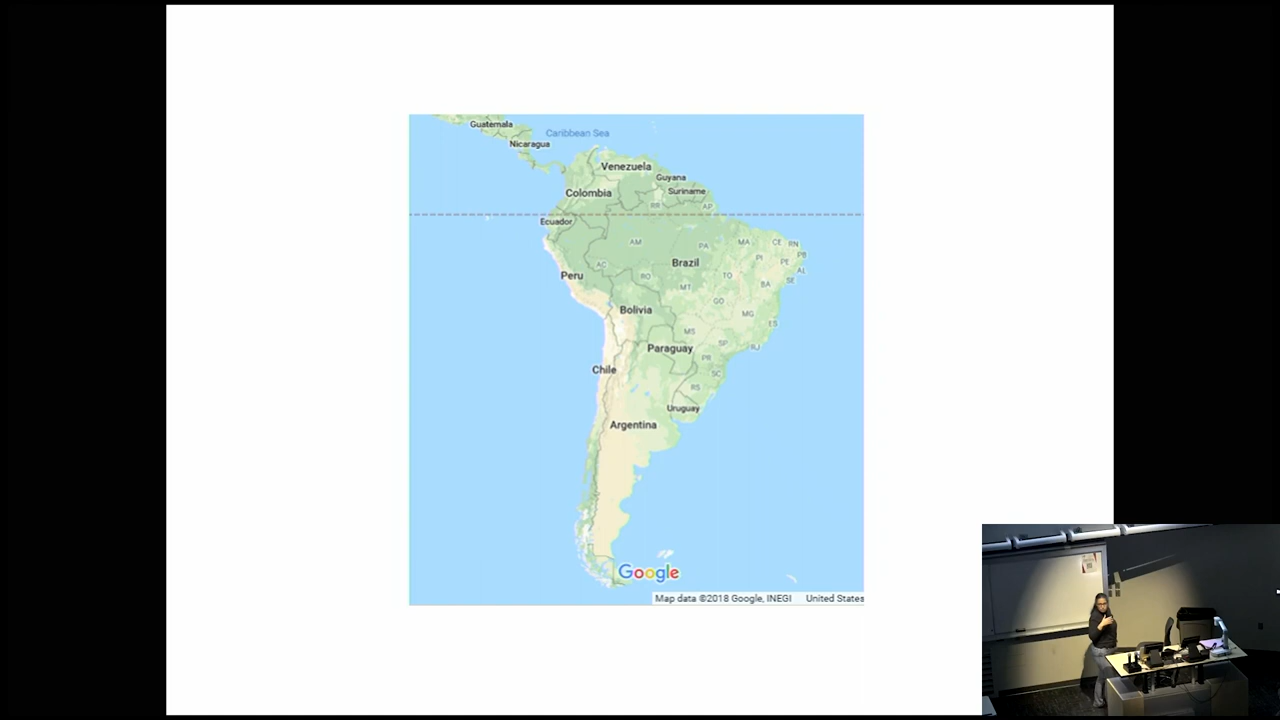 Guatemala
Caribbean Sea
Nicaragua
Venezuela
Guyana
Colombia
Suriname
RR
AP
Ecuador
AM
PA
MA
CE
RN
PB
PI
PE
AL
Brazil
AC
Peru
RO
TO
SE
BA
MT
GO
Bolivia
MG
ES
MS
Paraguay
SP
RJ
PR
Chile
SC
RS
Uruguay
Argentina
Google
Map data ©2018 Google, INEGI United States